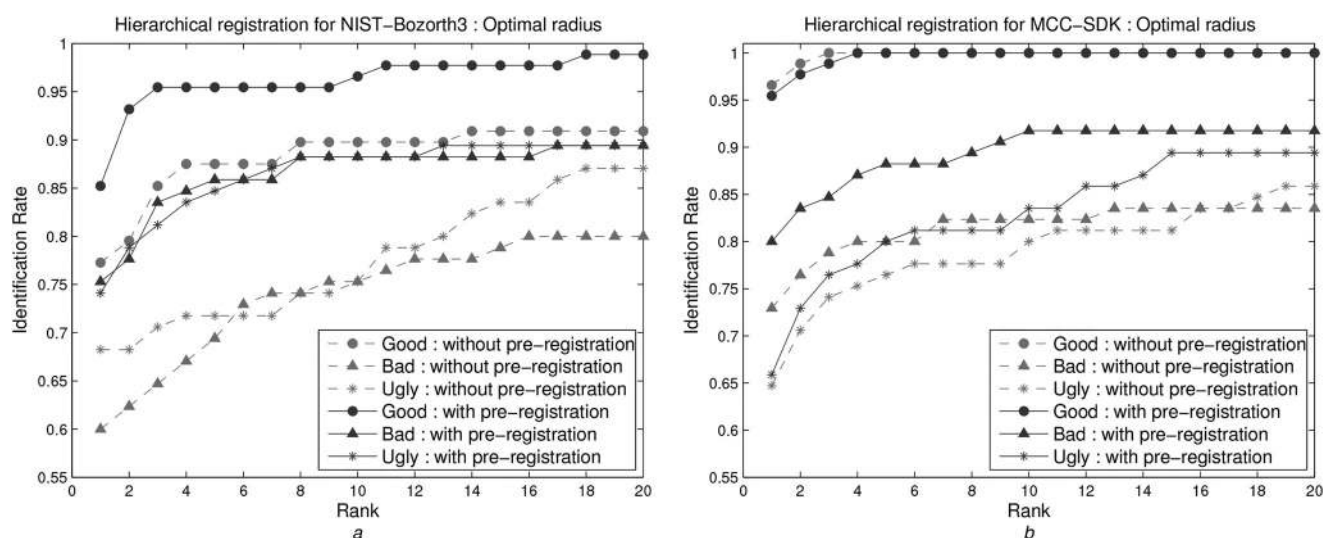 Hierarchical registration for NIST−Bozorth3 : Optimal radius
1
0.95
0.9
0.85
0.8
0.75
0.7
0.65
0.6
0.55
Identification Rate
Good : without pre−registration
Bad : without pre−registration
Ugly : without pre−registration
Good : with pre−registration
Bad : with pre−registration
Ugly : with pre−registration
0 2 4 6 8 10 12 14 16 18 20
Rank
a
Hierarchical registration for MCC−SDK : Optimal radius
1
0.95
0.9
0.85
0.8
0.75
0.7
0.65
0.6
0.55
Identification Rate
Good : without pre−registration
Bad : without pre−registration
Ugly : without pre−registration
Good : with pre−registration
Bad : with pre−registration
Ugly : with pre−registration
0 2 4 6 8 10 12 14 16 18 20
Rank
b